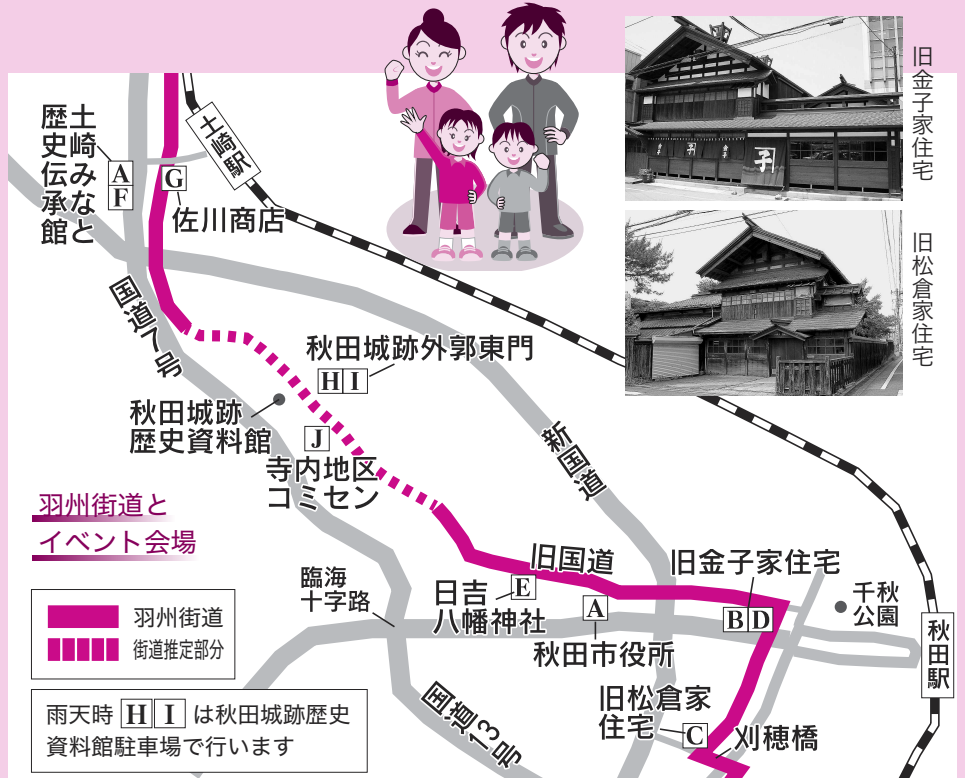 旧金子家住宅
旧松倉家住宅
土崎駅
土崎みなと
歴史伝承館
A
F
G
佐川商店
国道7号
秋田城跡外郭東門
H I
秋田城跡
歴史資料館
J
寺内地区
コミセン
新国道
羽州街道と
イベント会場
羽州街道
街道推定部分
雨天時 H I は秋田城跡歴史
資料館駐車場で行います
臨海
十字路
旧国道
日吉
八幡神社
E
A
秋田市役所
旧金子家住宅
B D
千秋
公園
秋田駅
旧松倉家
住宅
C
刈穂橋
国道13号